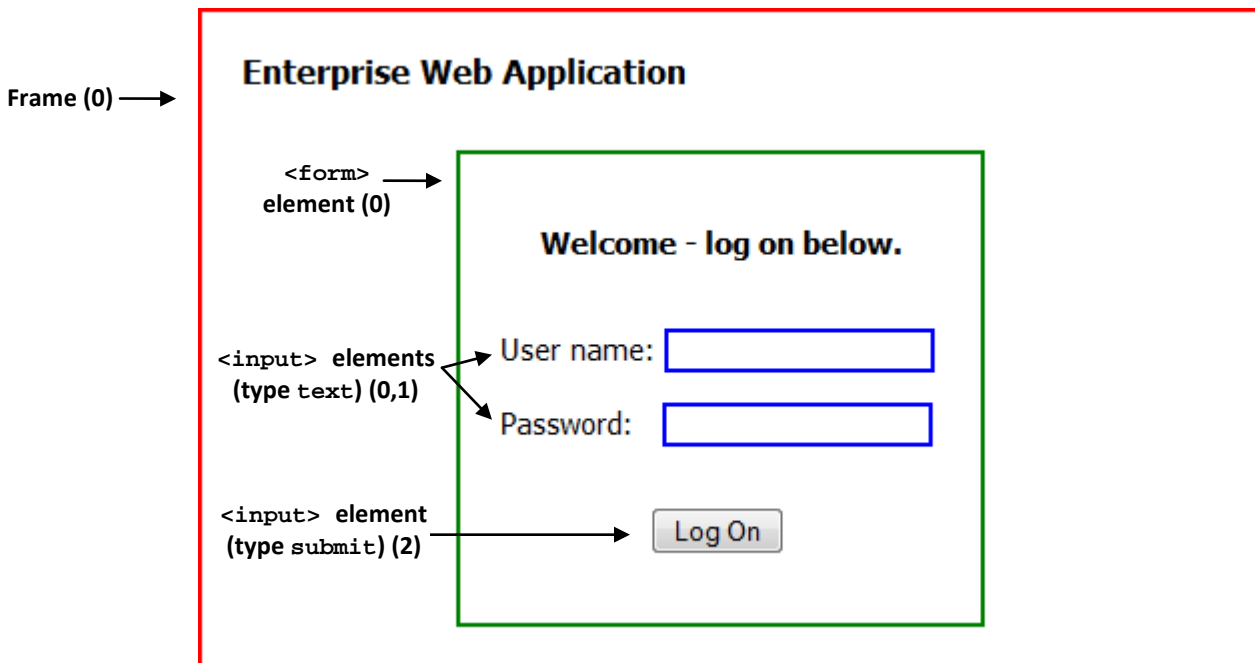 Enterprise Web Application
Frame (0)
<form>
element (0)
Welcome - log on below.
<input> elements
(type text) (0,1)
User name:
Password:
<input> element
(type submit) (2)
Log On